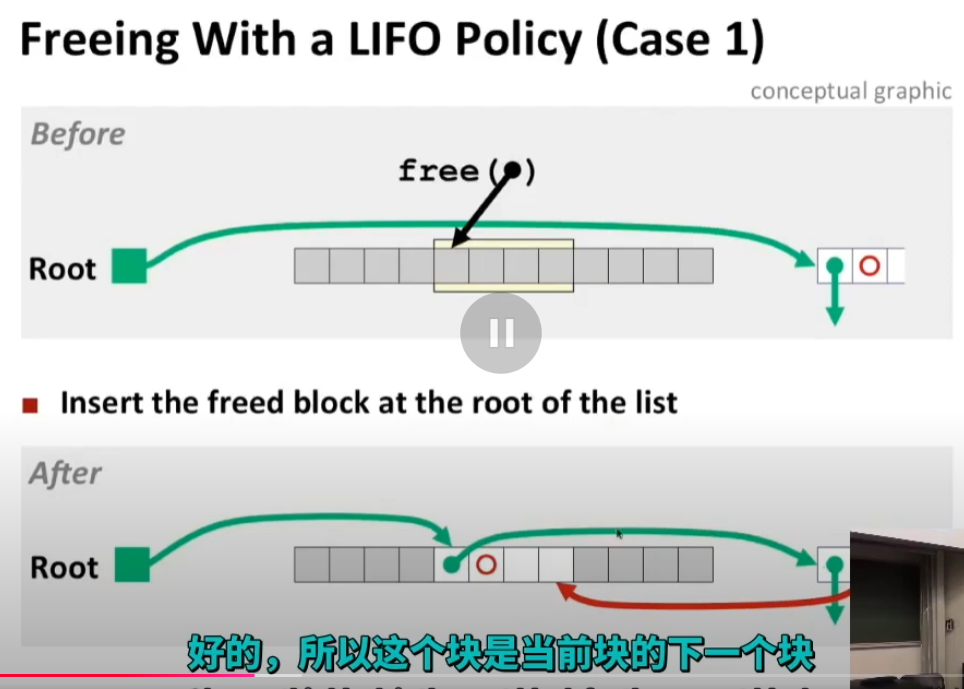 Freeing With a LIFO Policy (Case 1)
conceptual graphic
Before
free( )
Root
Insert the freed block at the root of the list
After
Root
好的，所以这个块是当前块的下一个块